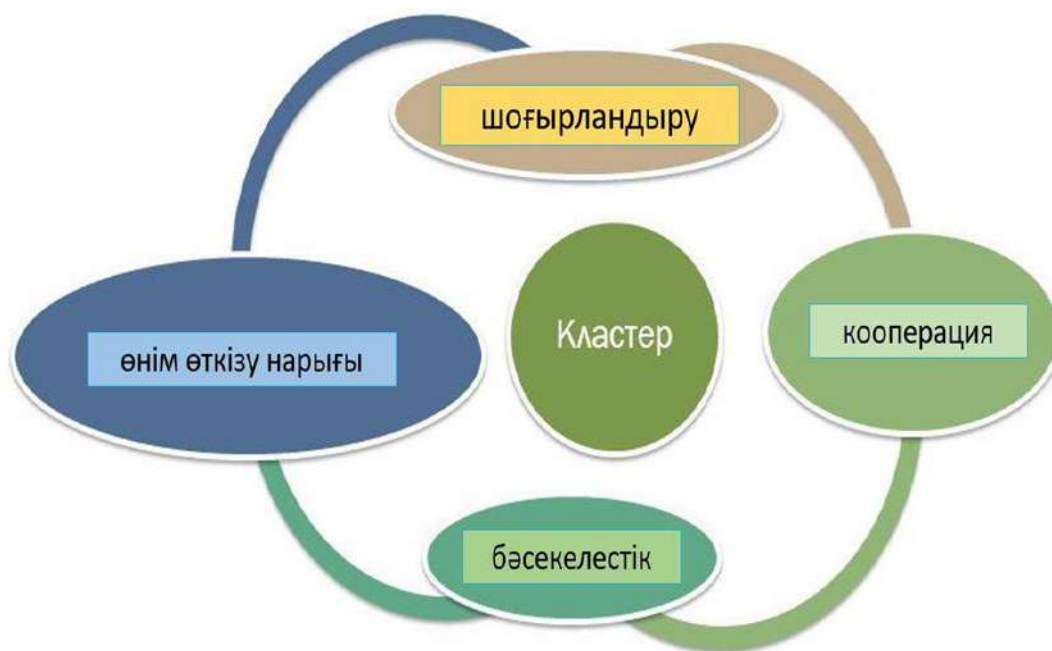 шоғырландыру
өнім өткізу нарығы
Кластер
кооперация
бәсекелестік